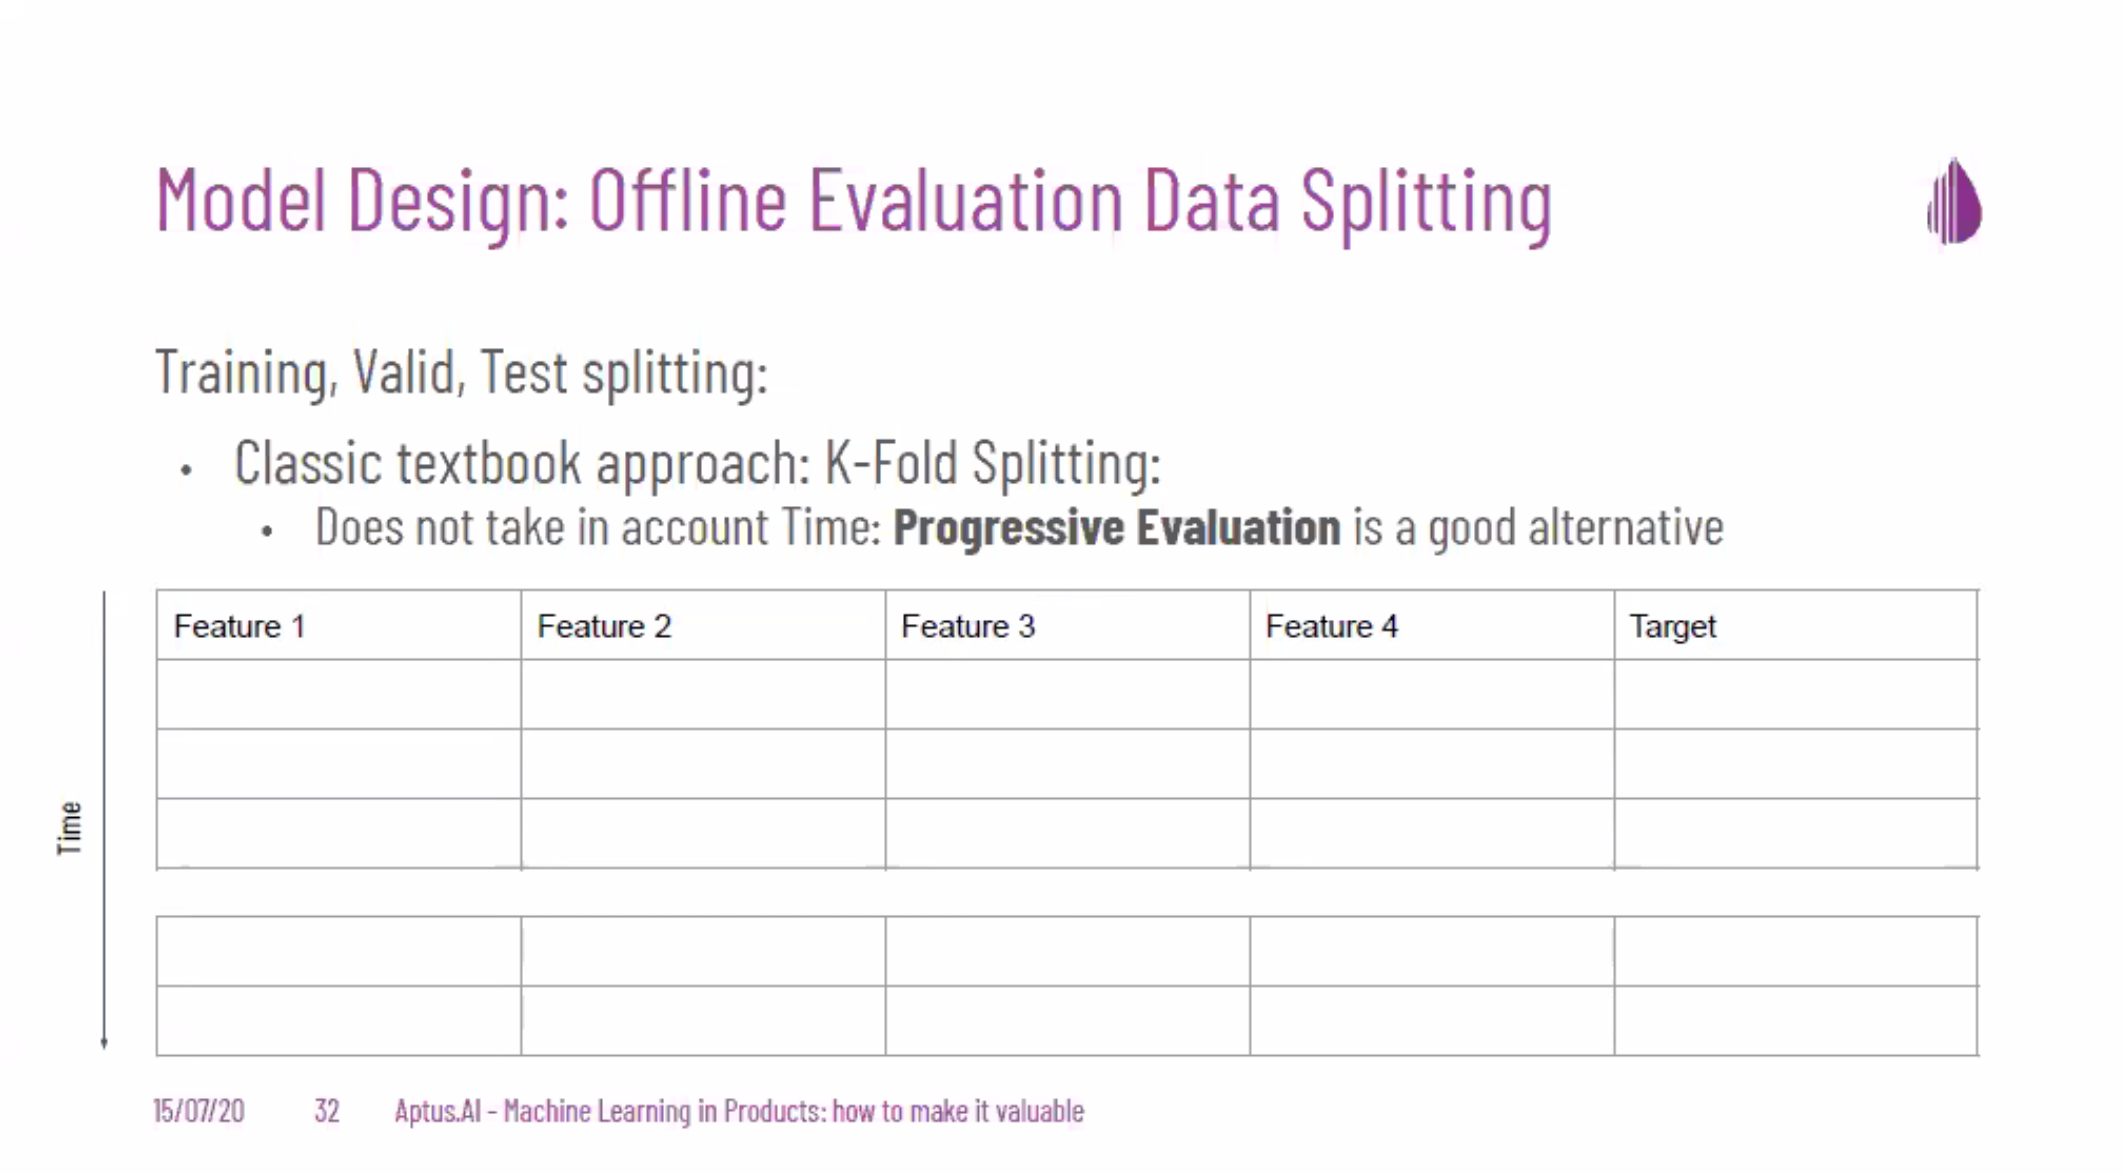 Model Design: Offline Evaluation Data Splitting
Training, Valid, Test splitting:
• Classic textbook approach: K-Fold Splitting:
• Does not take in account Time: Progressive Evaluation is a good alternative
Feature 1 Feature 2 Feature 3 Feature 4 Target
Time
15/07/20 32 Aptus.AI - Machine Learning in Products: how to make it valuable